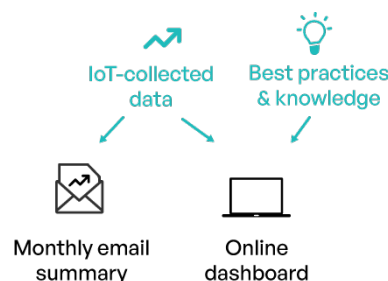 IoT-collected
data
Best practices
& knowledge
Monthly email
summary
Online
dashboard